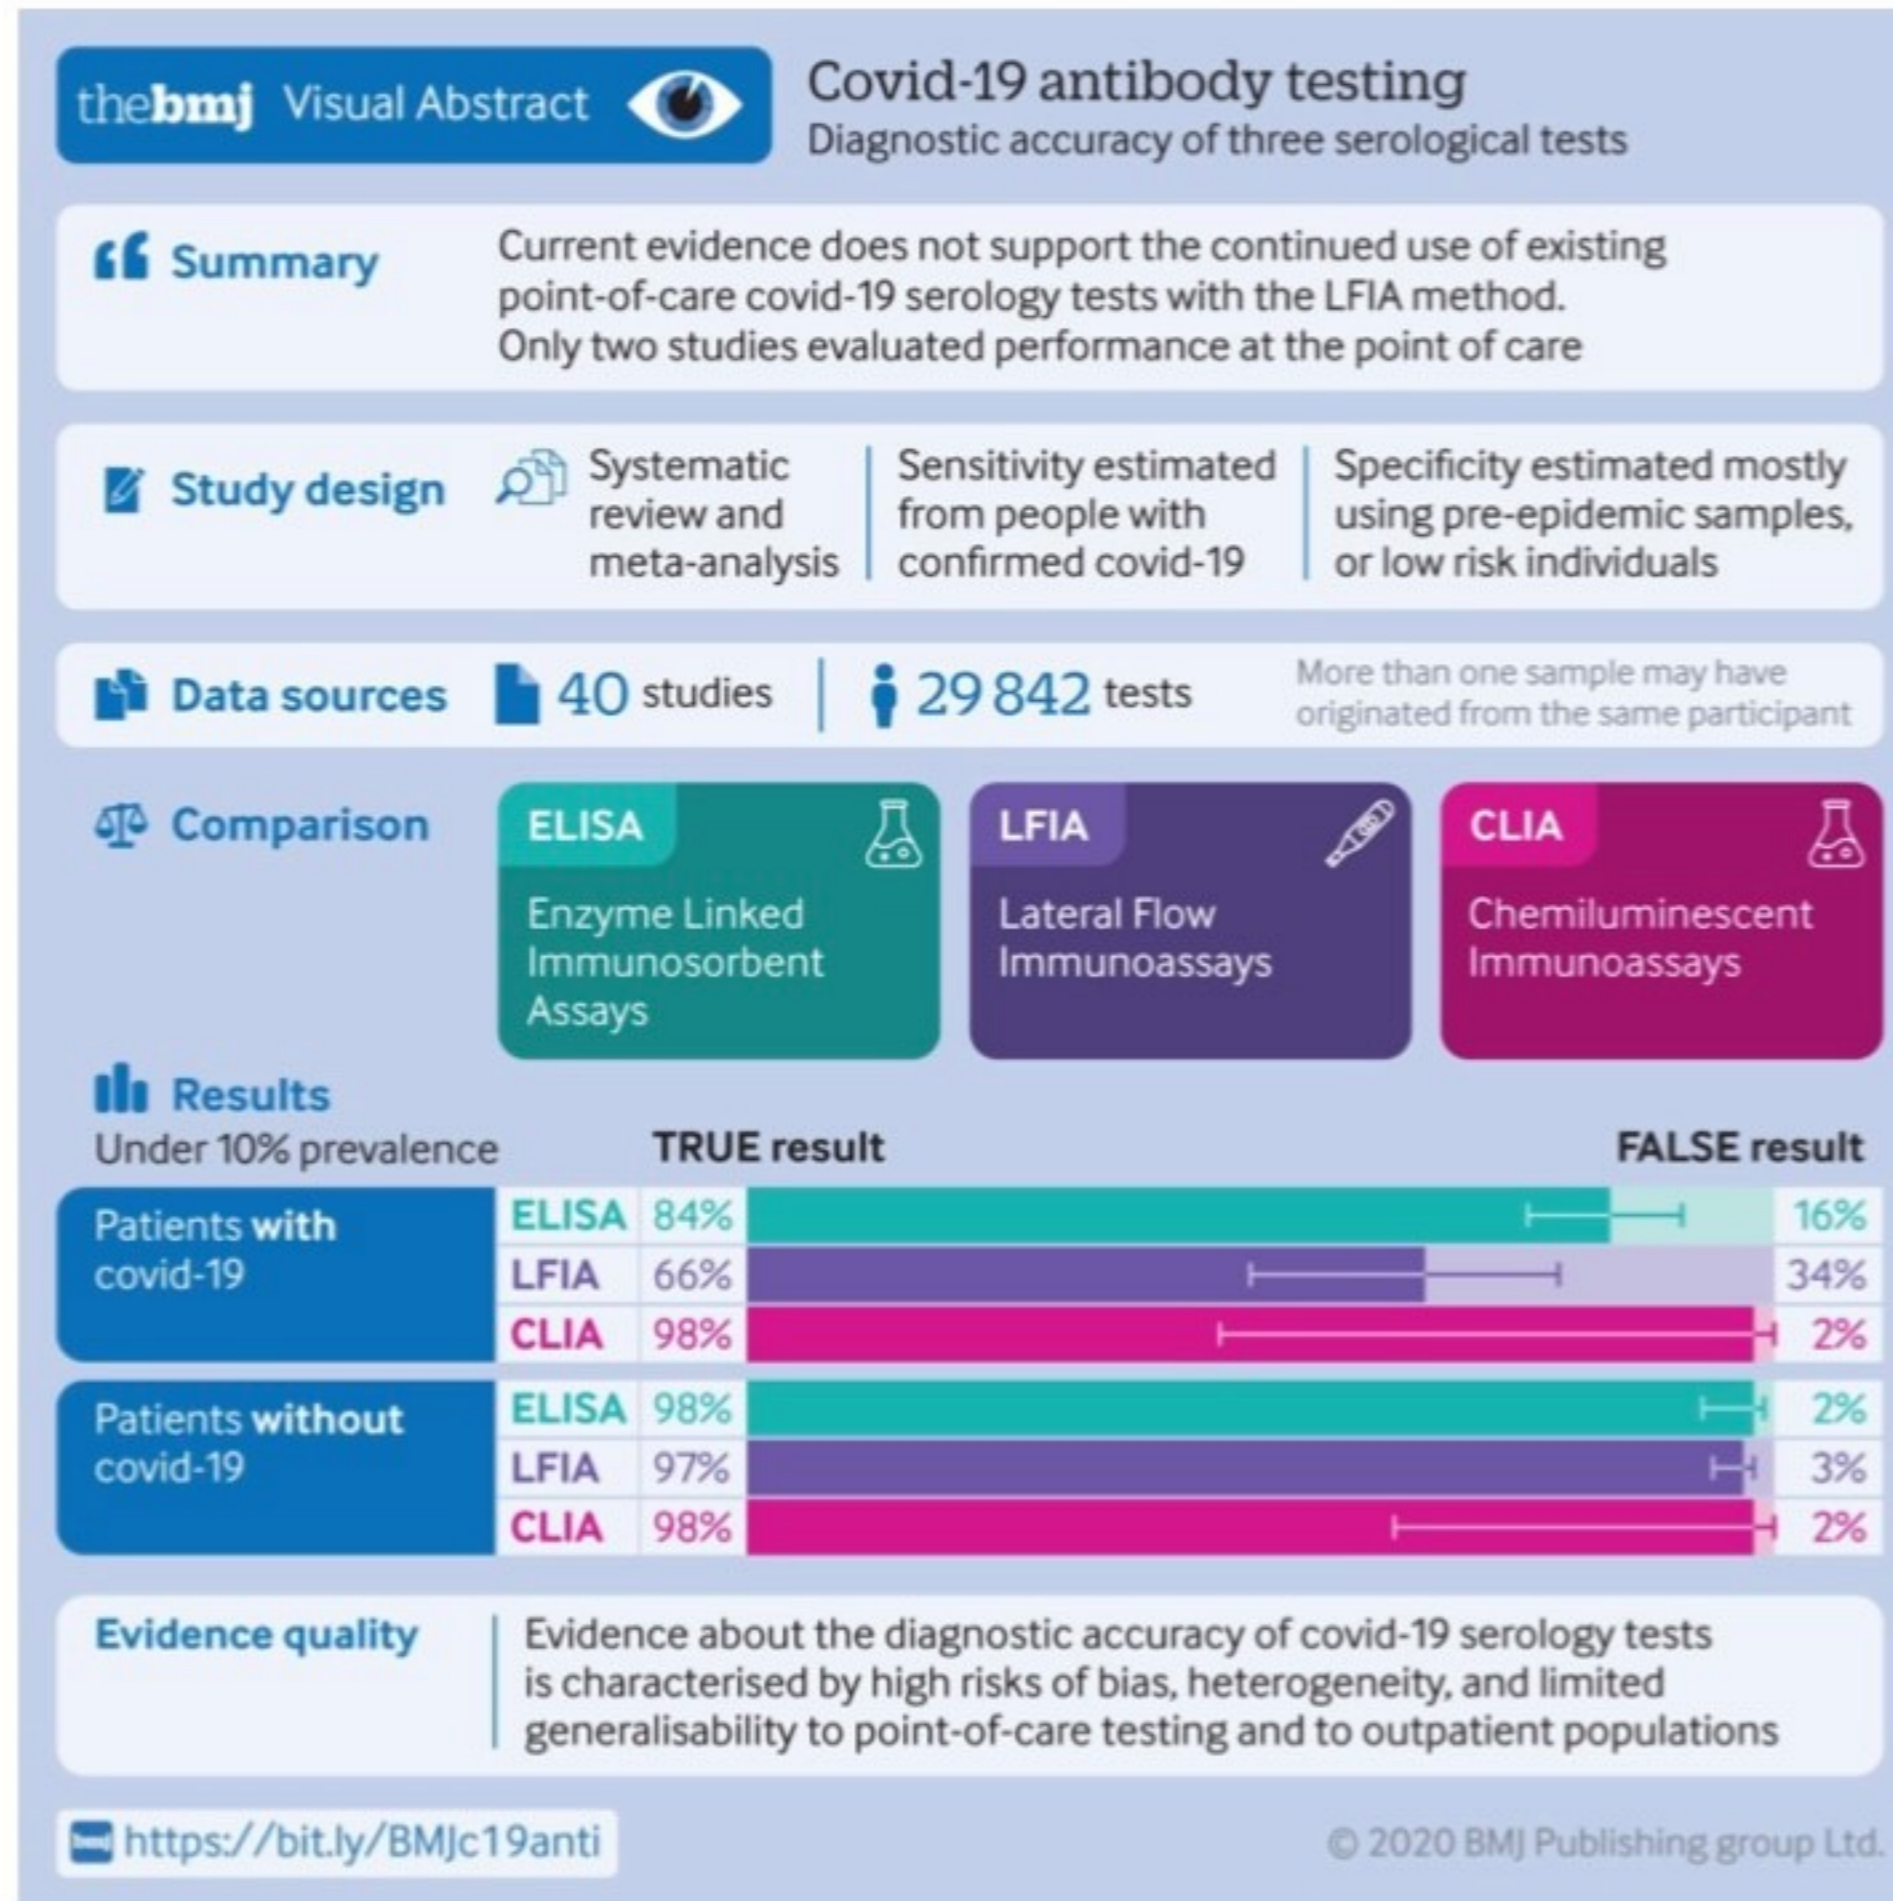 thebmj Visual Abstract
Covid-19 antibody testing
Diagnostic accuracy of three serological tests
Summary
Current evidence does not support the continued use of existing
point-of-care covid-19 serology tests with the LFIA method.
Only two studies evaluated performance at the point of care
Study design
Systematic
review and
meta-analysis
Sensitivity estimated
from people with
confirmed covid-19
Specificity estimated mostly
using pre-epidemic samples,
or low risk individuals
Data sources
40 studies
29 842 tests
More than one sample may have
originated from the same participant
Comparison
ELISA
Enzyme Linked
Immunosorbent
Assays
LFIA
Lateral Flow
Immunoassays
CLIA
Chemiluminescent
Immunoassays
Results
Under 10% prevalence
TRUE result
FALSE result
Patients with
covid-19
ELISA 84% 16%
LFIA 66% 34%
CLIA 98% 2%
Patients without
covid-19
ELISA 98% 2%
LFIA 97% 3%
CLIA 98% 2%
Evidence quality
Evidence about the diagnostic accuracy of covid-19 serology tests
is characterised by high risks of bias, heterogeneity, and limited
generalisability to point-of-care testing and to outpatient populations
bmj https://bit.ly/BMJc19anti
© 2020 BMJ Publishing group Ltd.